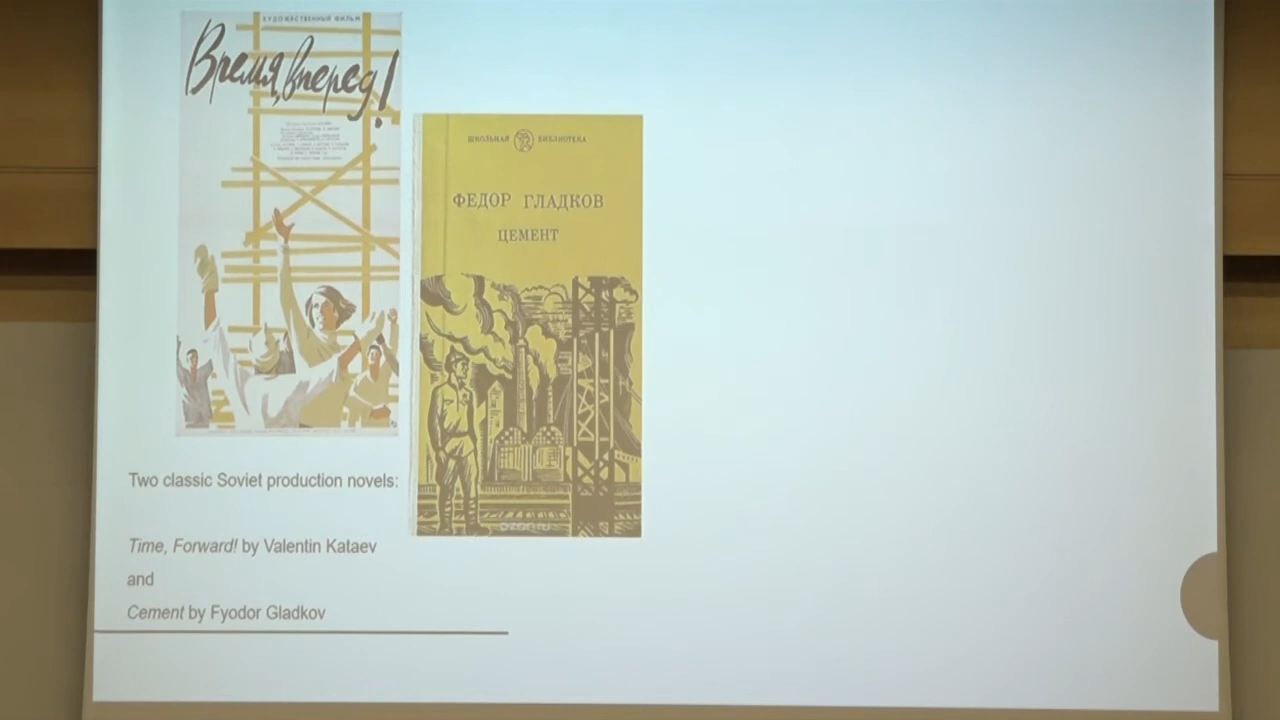 ХУДОЖЕСТВЕННЫЙ ФИЛЬМ
Время, вперед!
ШКОЛЬНАЯ БИБЛИОТЕКА
ФЕДОР ГЛАДКОВ
ЦЕМЕНТ
Two classic Soviet production novels:
Time, Forward! by Valentin Kataev
and
Cement by Fyodor Gladkov